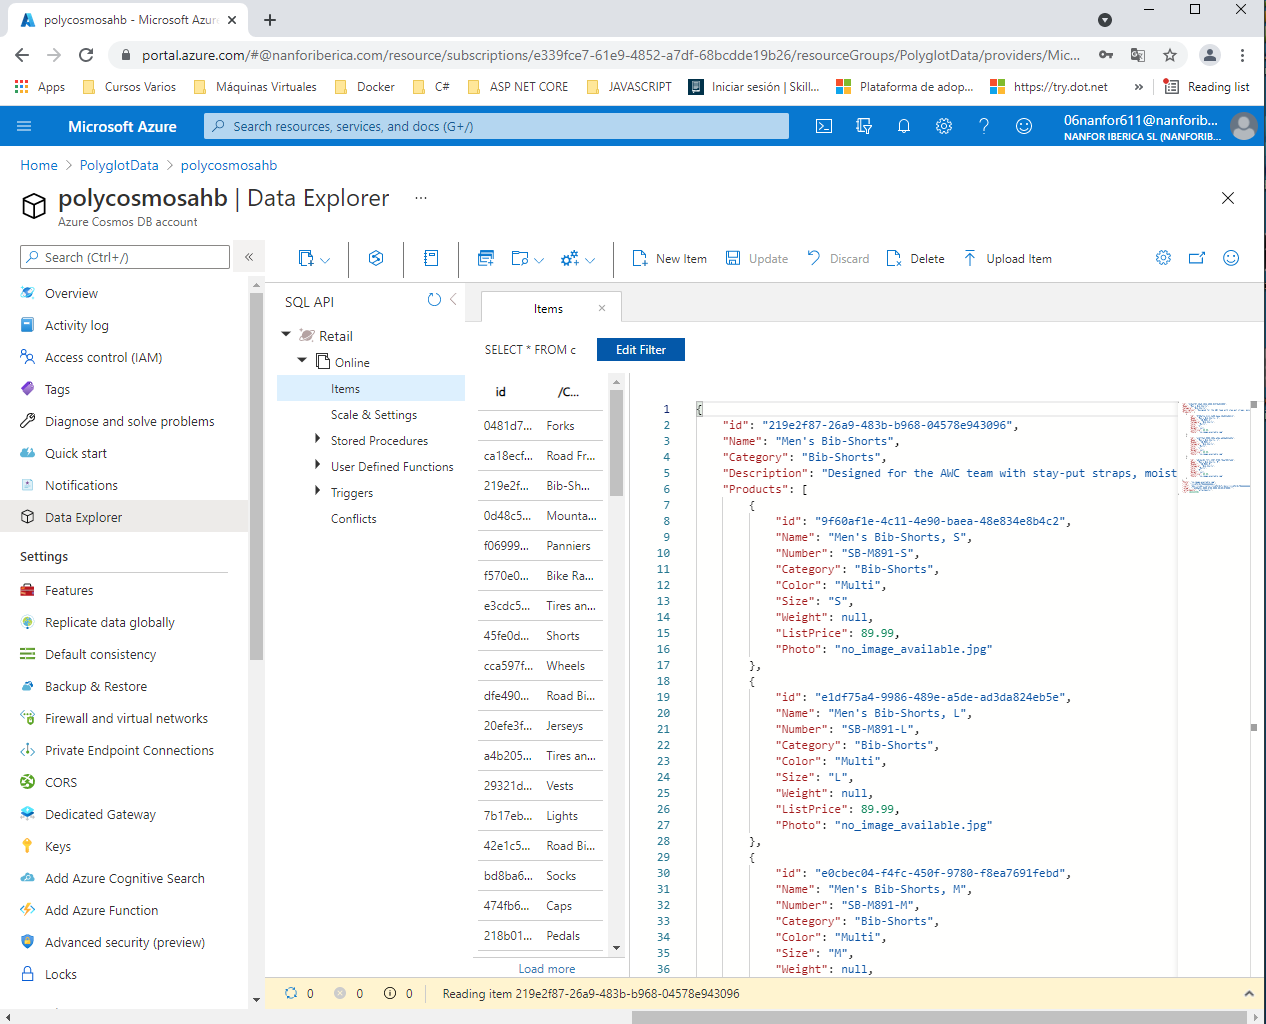 polycosmosahb - Microsoft Azur
portal.azure.com/#@nanforiberica.com/resource/subscriptions/e339fce7-61e9-4852-a7df-68bcdde19b26/resourceGroups/PolyglotData/providers/Mic...
Apps
Cursos Varios
Máquinas Virtuales
Docker
C#
ASP NET CORE
JAVASCRIPT
Iniciar sesión | Skill...
Plataforma de adop...
https://try.dot.net
»
Reading list
Microsoft Azure
Search resources, services, and docs (G+/)
06nanfor611@nanforib...
NANFOR IBERICA SL (NANFORIB...
Home > PolyglotData > polycosmosahb
polycosmosahb | Data Explorer ...
Azure Cosmos DB account
Search (Ctrl+/)
«
Overview
Activity log
Access control (IAM)
Tags
Diagnose and solve problems
Quick start
Notifications
Data Explorer
Settings
Features
Replicate data globally
Default consistency
Backup & Restore
Firewall and virtual networks
Private Endpoint Connections
CORS
Dedicated Gateway
Keys
Add Azure Cognitive Search
Add Azure Function
Advanced security (preview)
Locks
New Item
Update
Discard
Delete
Upload Item
SQL API
Retail
Online
Items
Scale & Settings
Stored Procedures
User Defined Functions
Triggers
Conflicts
Items
SELECT * FROM c
Edit Filter
id /C...
0481d7... Forks
ca18ecf... Road Fr...
219e2f... Bib-Sh...
0d48c5... Mounta...
f06999... Panniers
f570e0... Bike Ra...
e3cdc5... Tires an...
45fe0d... Shorts
cca597f... Wheels
dfe490... Road Bi...
20efe3f... Jerseys
a4b205... Tires an...
29321d... Vests
7b17eb... Lights
42e1c5... Road Bi...
bd8ba6... Socks
474fb6... Caps
218b01... Pedals
Load more
1 {
2 "id": "219e2f87-26a9-483b-b968-04578e943096",
3 "Name": "Men's Bib-Shorts",
4 "Category": "Bib-Shorts",
5 "Description": "Designed for the AWC team with stay-put straps, moist
6 "Products": [
7 {
8 "id": "9f60af1e-4c11-4e90-baea-48e834e8b4c2",
9 "Name": "Men's Bib-Shorts, S",
10 "Number": "SB-M891-S",
11 "Category": "Bib-Shorts",
12 "Color": "Multi",
13 "Size": "S",
14 "Weight": null,
15 "ListPrice": 89.99,
16 "Photo": "no_image_available.jpg"
17 },
18 {
19 "id": "e1df75a4-9986-489e-a5de-ad3da824eb5e",
20 "Name": "Men's Bib-Shorts, L",
21 "Number": "SB-M891-L",
22 "Category": "Bib-Shorts",
23 "Color": "Multi",
24 "Size": "L",
25 "Weight": null,
26 "ListPrice": 89.99,
27 "Photo": "no_image_available.jpg"
28 },
29 {
30 "id": "e0cbec04-f4fc-450f-9780-f8ea7691febd",
31 "Name": "Men's Bib-Shorts, M",
32 "Number": "SB-M891-M",
33 "Category": "Bib-Shorts",
34 "Color": "Multi",
35 "Size": "M",
36 "Weight": null,
0 0 0 Reading item 219e2f87-26a9-483b-b968-04578e943096